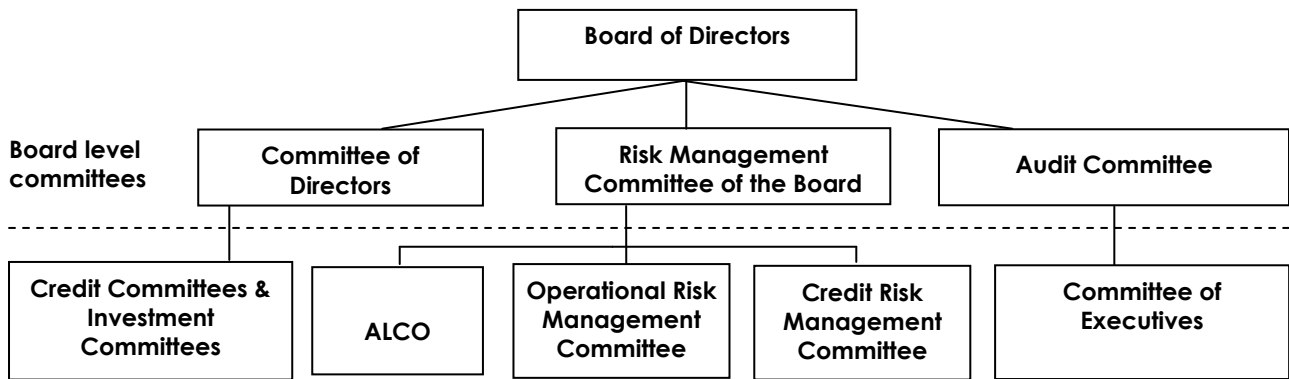 Board of Directors
Board level
committees
Committee of
Directors
Risk Management
Committee of the Board
Audit Committee
Credit Committees &
Investment
Committees
ALCO
Operational Risk
Management
Committee
Credit Risk
Management
Committee
Committee of
Executives